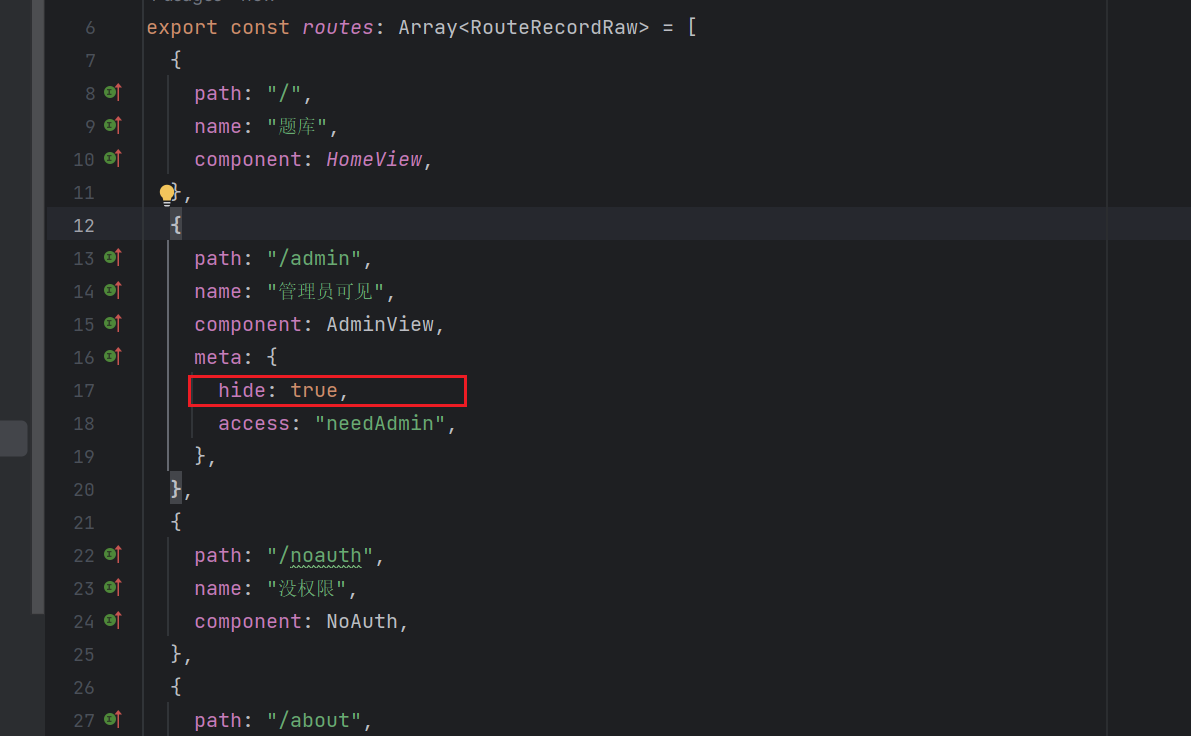 6 export const routes: Array<RouteRecordRaw> = [
7 {
8 path: "/",
9 name: "题库",
10 component: HomeView,
11 },
12 {
13 path: "/admin",
14 name: "管理员可见",
15 component: AdminView,
16 meta: {
17 hide: true,
18 access: "needAdmin",
19 },
20 },
21 {
22 path: "/noauth",
23 name: "没权限",
24 component: NoAuth,
25 },
26 {
27 path: "/about",